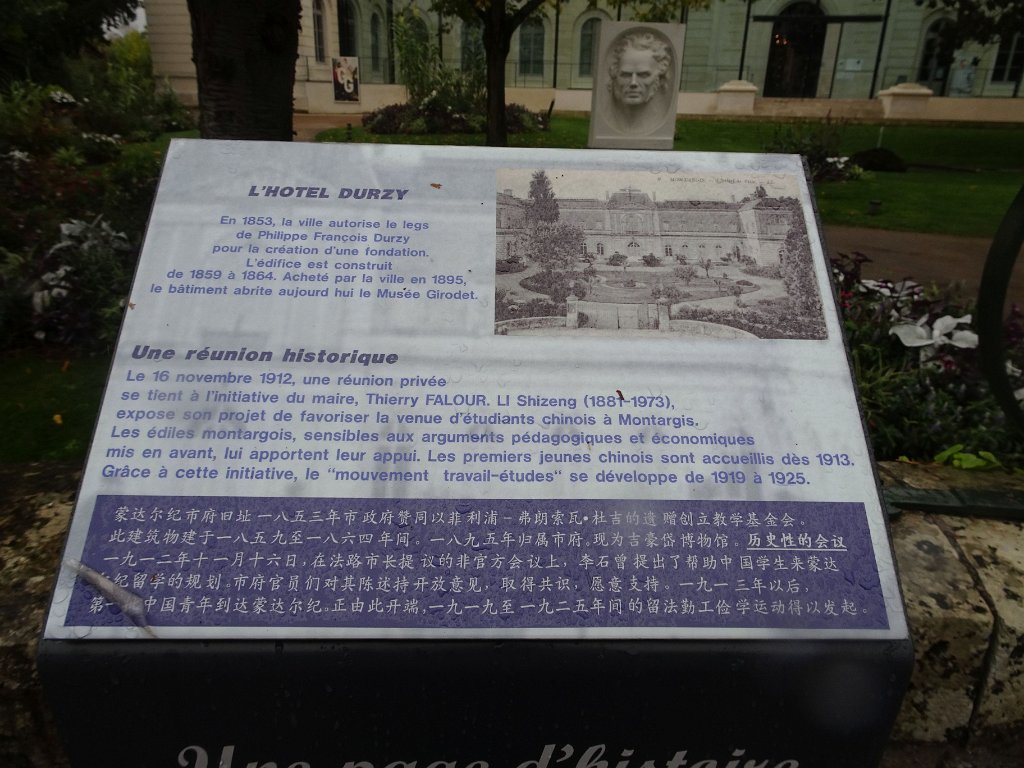 L'HOTEL DURZY
En 1853, la ville autorise le legs
de Philippe François Durzy
pour la création d'une fondation.
L'édifice est construit
de 1859 à 1864. Acheté par la ville en 1895,
le bâtiment abrite aujourd hui le Musée Girodet.
Une réunion historique
Le 16 novembre 1912, une réunion privée
se tient à l'initiative du maire, Thierry FALOUR. LI Shizeng (1881-1973),
expose son projet de favoriser la venue d'étudiants chinois à Montargis.
Les édiles montargois, sensibles aux arguments pédagogiques et économiques
mis en avant, lui apportent leur appui. Les premiers jeunes chinois sont accueillis dès 1913.
Grâce à cette initiative, le "mouvement travail-études" se développe de 1919 à 1925.
蒙达尔纪市府旧址一八五三年市政府赞同以菲利浦-弗朗索瓦•杜吉的遗赠创立教学基金会。
此建筑物建于一八五九至一八六四年间。一八九五年归属市府。现为吉豪岱博物馆。历史性的会议
一九一二年十一月十六日,在法路市长提议的非官方会议上,李石曾提出了帮助中国学生来蒙达
尔纪留学的规划。市府官员们对其陈述持开放意见,取得共识,愿意支持。一九一三年以后,
第一 中国青年到达蒙达尔纪。正由此开端,一九一九至一九二五年间的留法勤工俭学运动得以发起。
Une page d'histoire